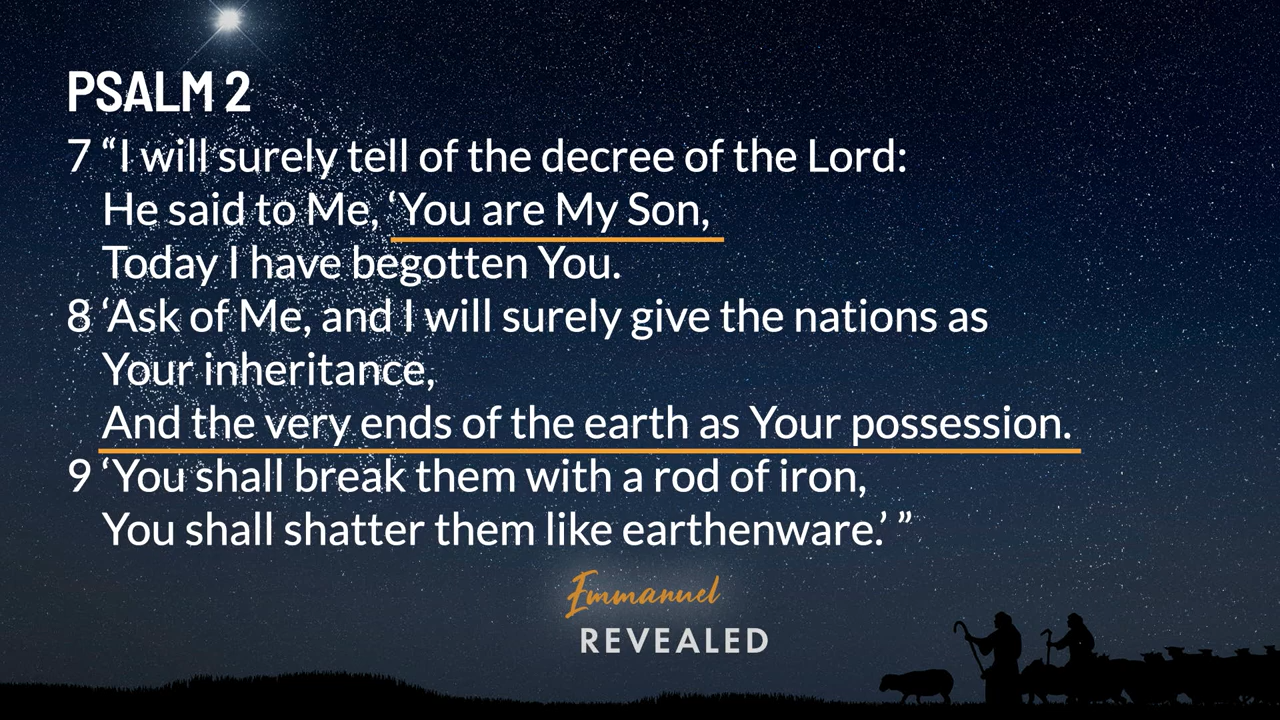 PSALM 2
7 “I will surely tell of the decree of the Lord:
He said to Me, ‘You are My Son,
Today I have begotten You.
8 ‘Ask of Me, and I will surely give the nations as
Your inheritance,
And the very ends of the earth as Your possession.
9 ‘You shall break them with a rod of iron,
You shall shatter them like earthenware.’ ”
Emmanuel
REVEALED